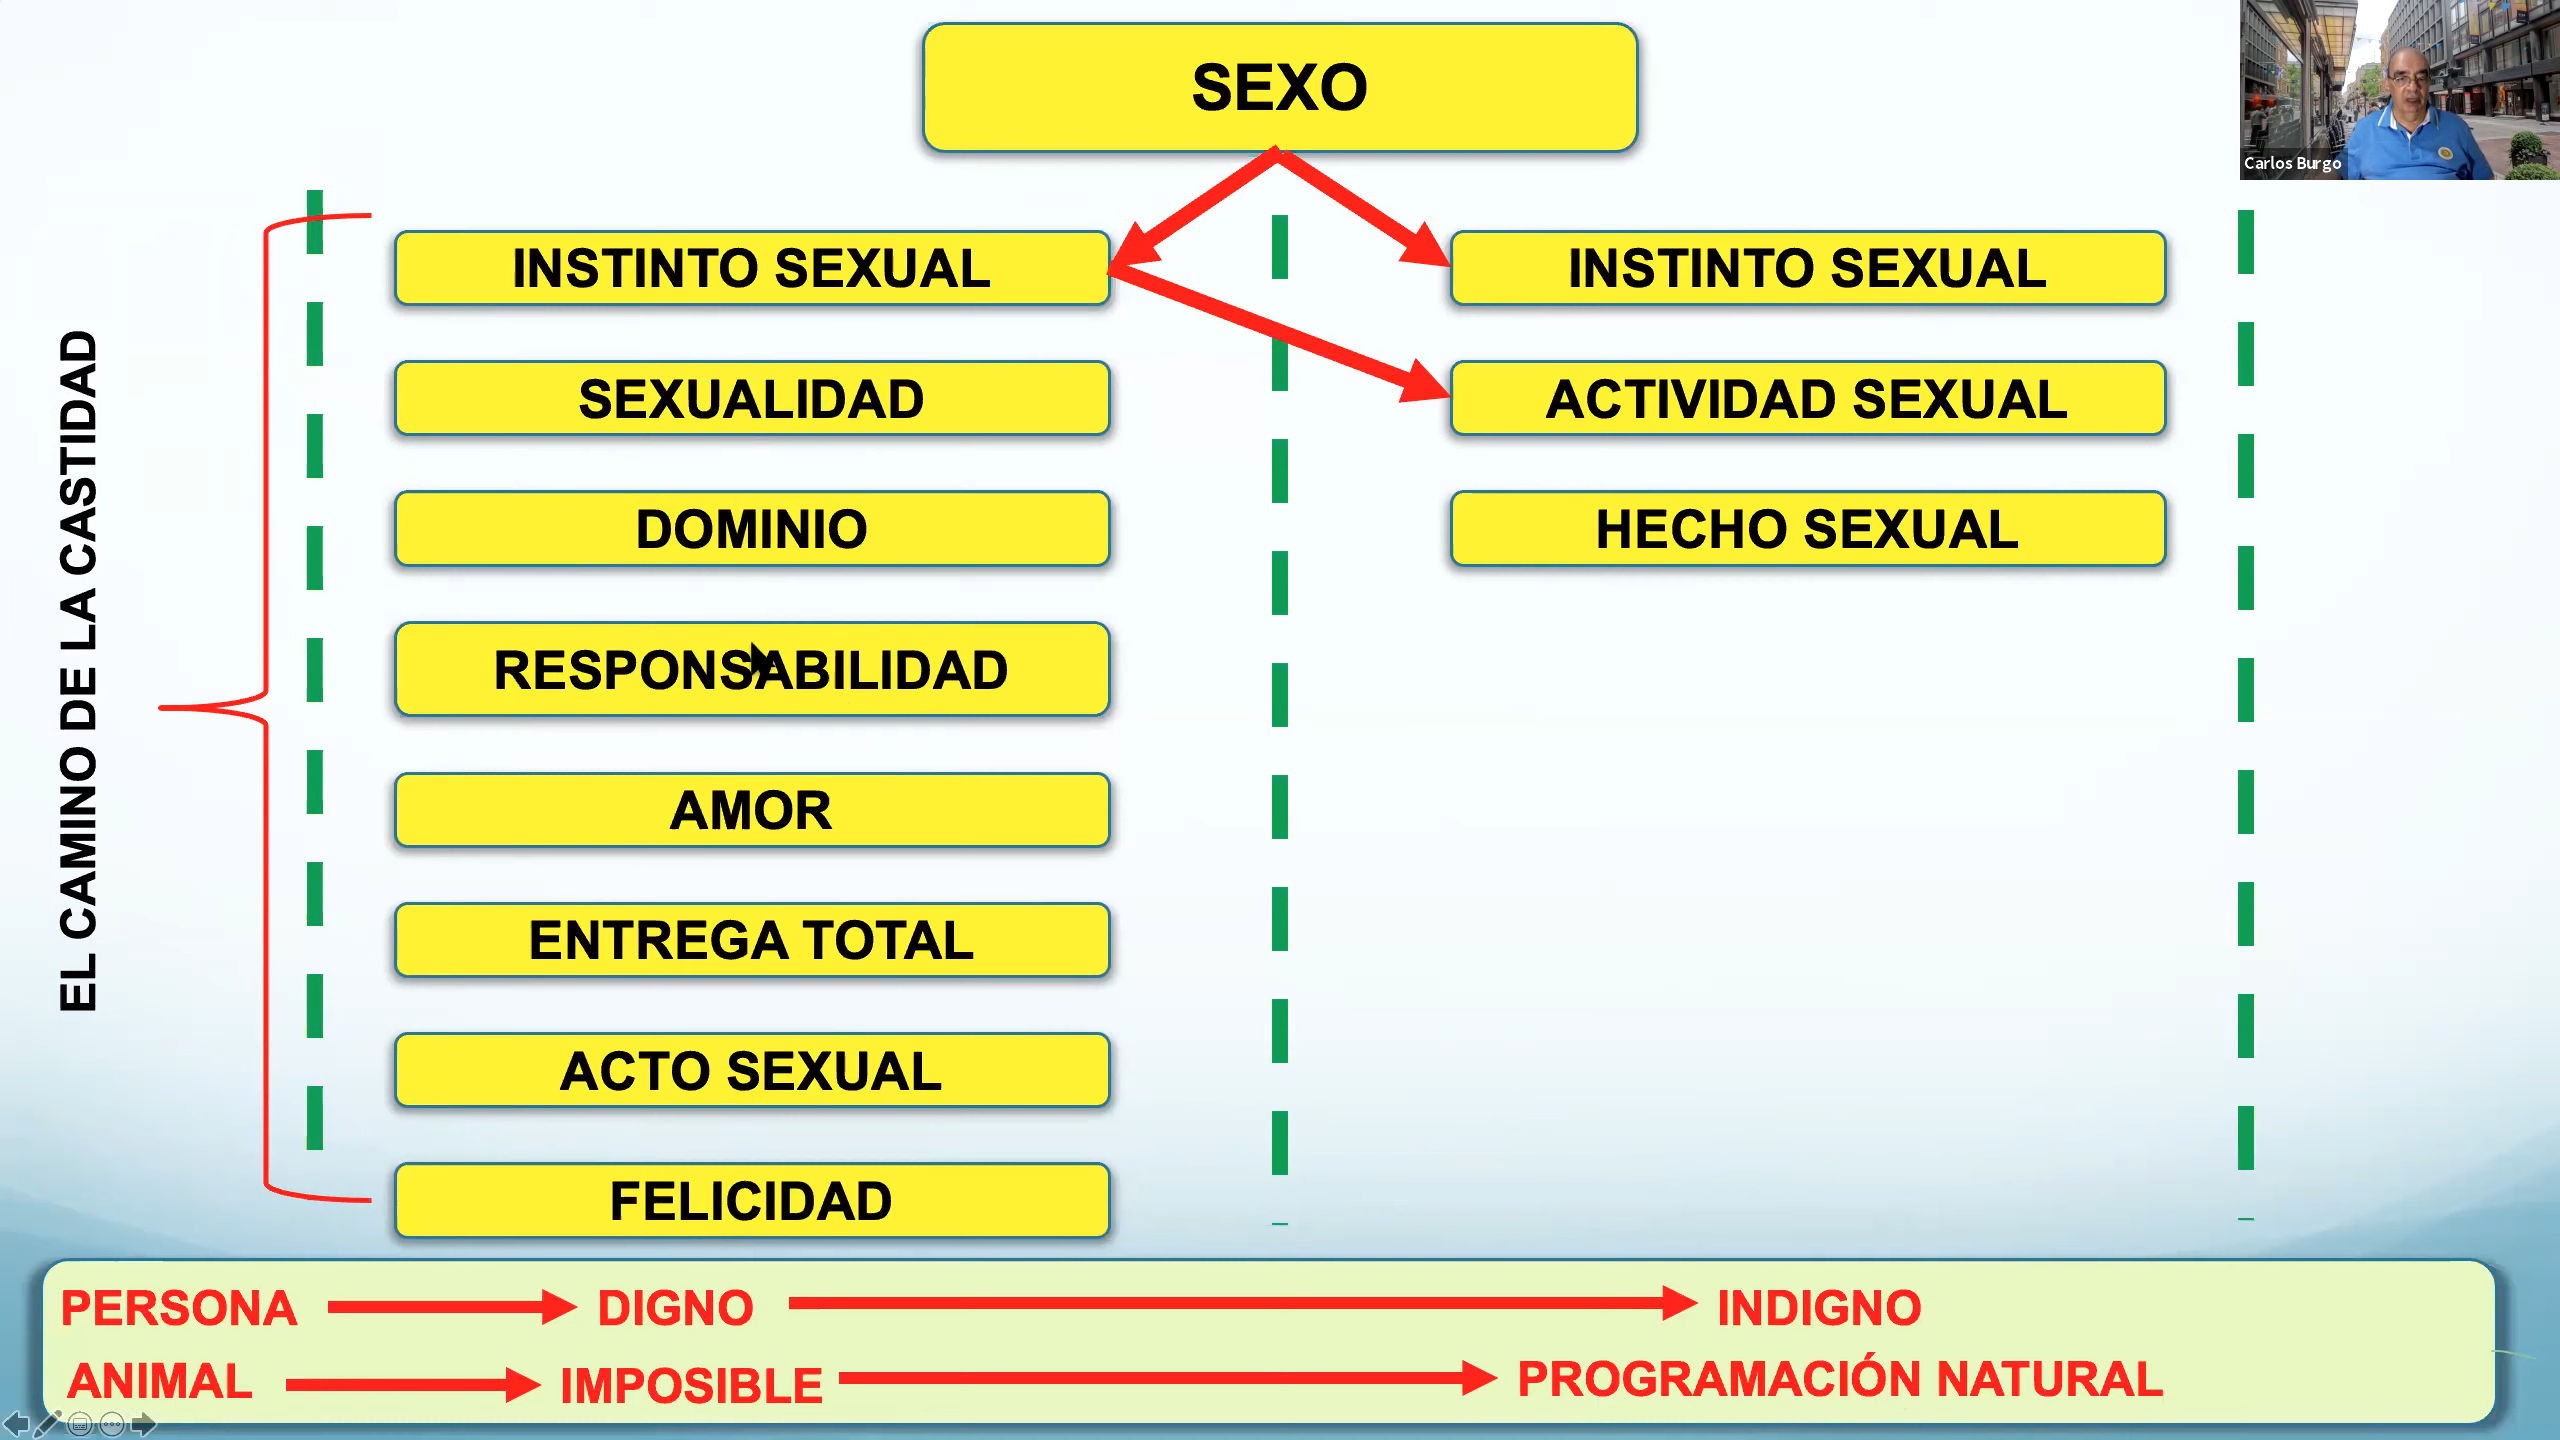 SEXO
Carlos Burgo
EL CAMINO DE LA CASTIDAD
INSTINTO SEXUAL
SEXUALIDAD
DOMINIO
RESPONSABILIDAD
AMOR
ENTREGA TOTAL
ACTO SEXUAL
FELICIDAD
INSTINTO SEXUAL
ACTIVIDAD SEXUAL
HECHO SEXUAL
PERSONA DIGNO INDIGNO
ANIMAL IMPOSIBLE PROGRAMACIÓN NATURAL